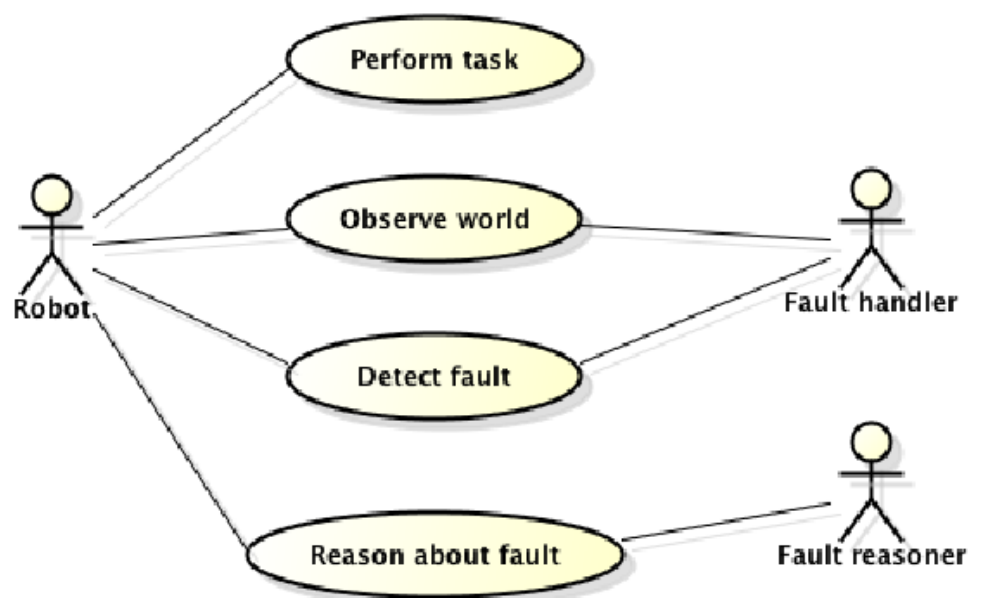 Perform task
Observe world
Robot
Fault handler
Detect fault
Reason about fault
Fault reasoner